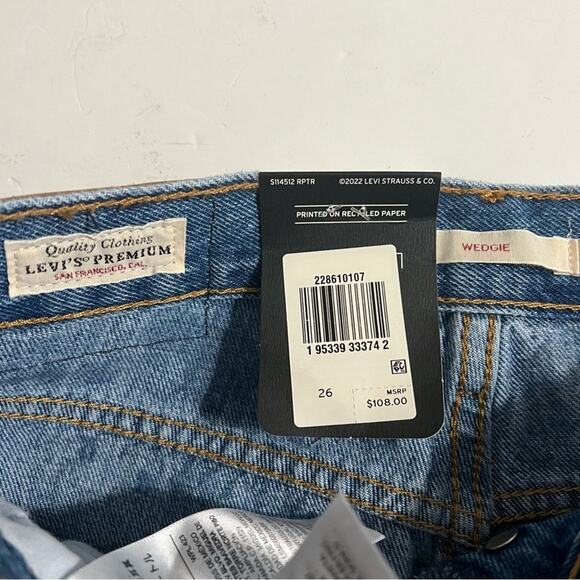 S114512 RPTR ©2022 LEVI STRAUSS & CO.
PRINTED ON RECYCLED PAPER
Quality Clothing
LEVI'S® PREMIUM
SAN FRANCISCO, CAL.
WEDGIE
228610107
1 95339 33374 2
26
MSRP
$108.00